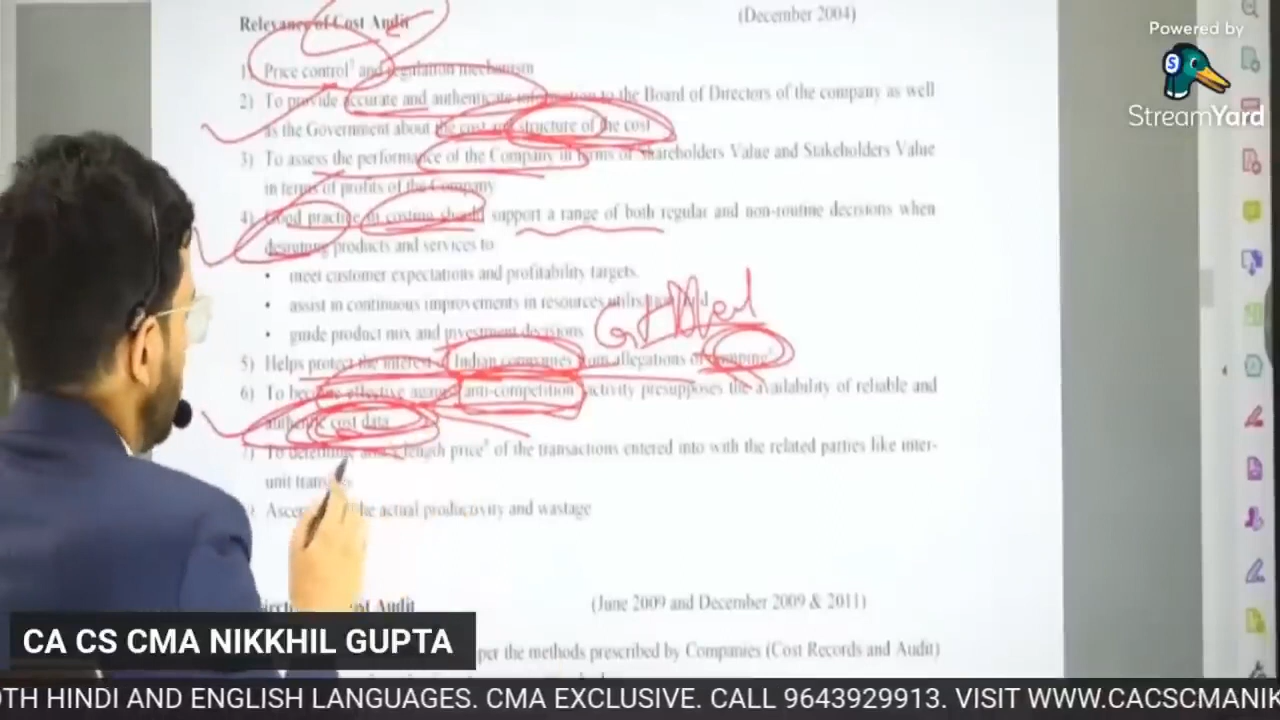 Relevance of Cost Audit
(December 2004)
Powered by
StreamYard
1) Price control and regulation mechanism
2) To provide accurate and authenticate information to the Board of Directors of the company as well
as the Government about the cost and structure of the cost
3) To assess the performance of the Company in terms of Shareholders Value and Stakeholders Value
in terms of profits of the Company
4) Good practice in costing should support a range of both regular and non-routine decisions when
products and services to
• meet customer expectations and profitability targets.
• assist in continuous improvements in resources
• guide product mix and investment decisions
5) Helps protect the interest of Indian companies from allegations of
6) To effective against anti-competition activity presupposes the availability of reliable and
authentic cost data
7) To determine length price of the transactions entered into with the related parties like inter-
unit
the actual productivity and wastage
Cost Audit
(June 2009 and December 2009 & 2011)
per the methods prescribed by Companies (Cost Records and Audit)
CA CS CMA NIKKHIL GUPTA
OTH HINDI AND ENGLISH LANGUAGES. CMA EXCLUSIVE. CALL 9643929913. VISIT WWW.CACSCMANIK